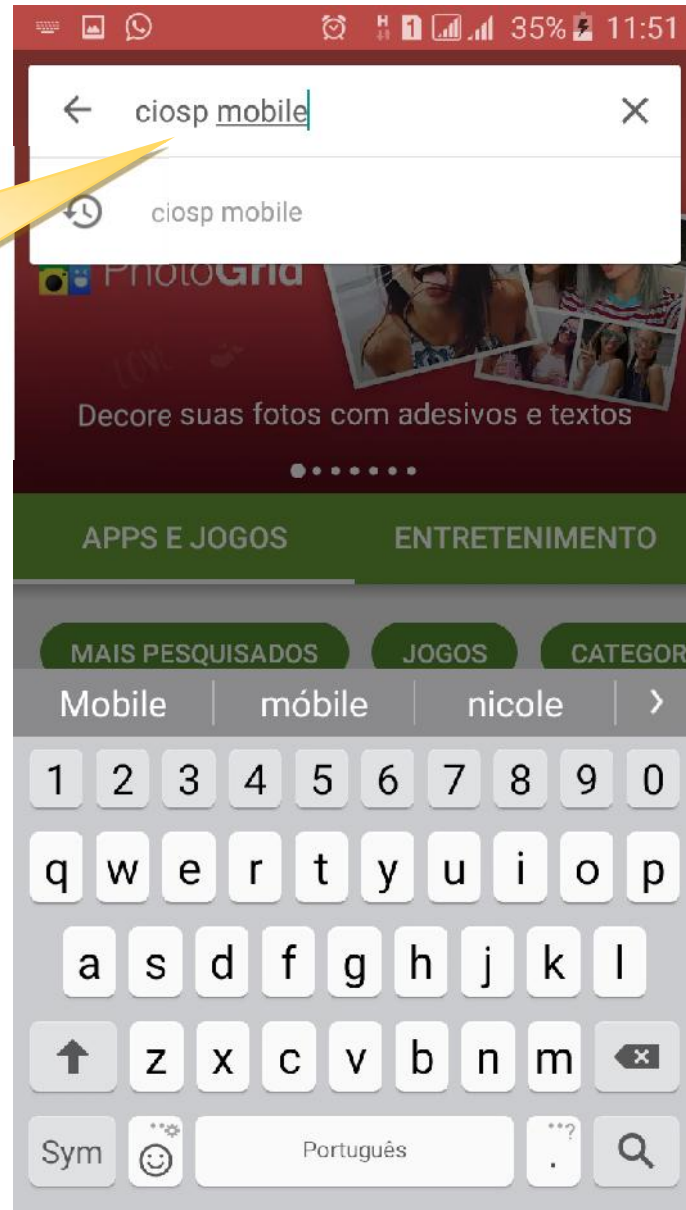 35% 11:51
ciosp mobile
ciosp mobile
PhotoGrid
LOVE
Decore suas fotos com adesivos e textos
APPS E JOGOS ENTRETENIMENTO
MAIS PESQUISADOS JOGOS CATEGOR
Mobile móbile nicole
1 2 3 4 5 6 7 8 9 0
q w e r t y u i o p
a s d f g h j k l
z x c v b n m
Sym Português . ?